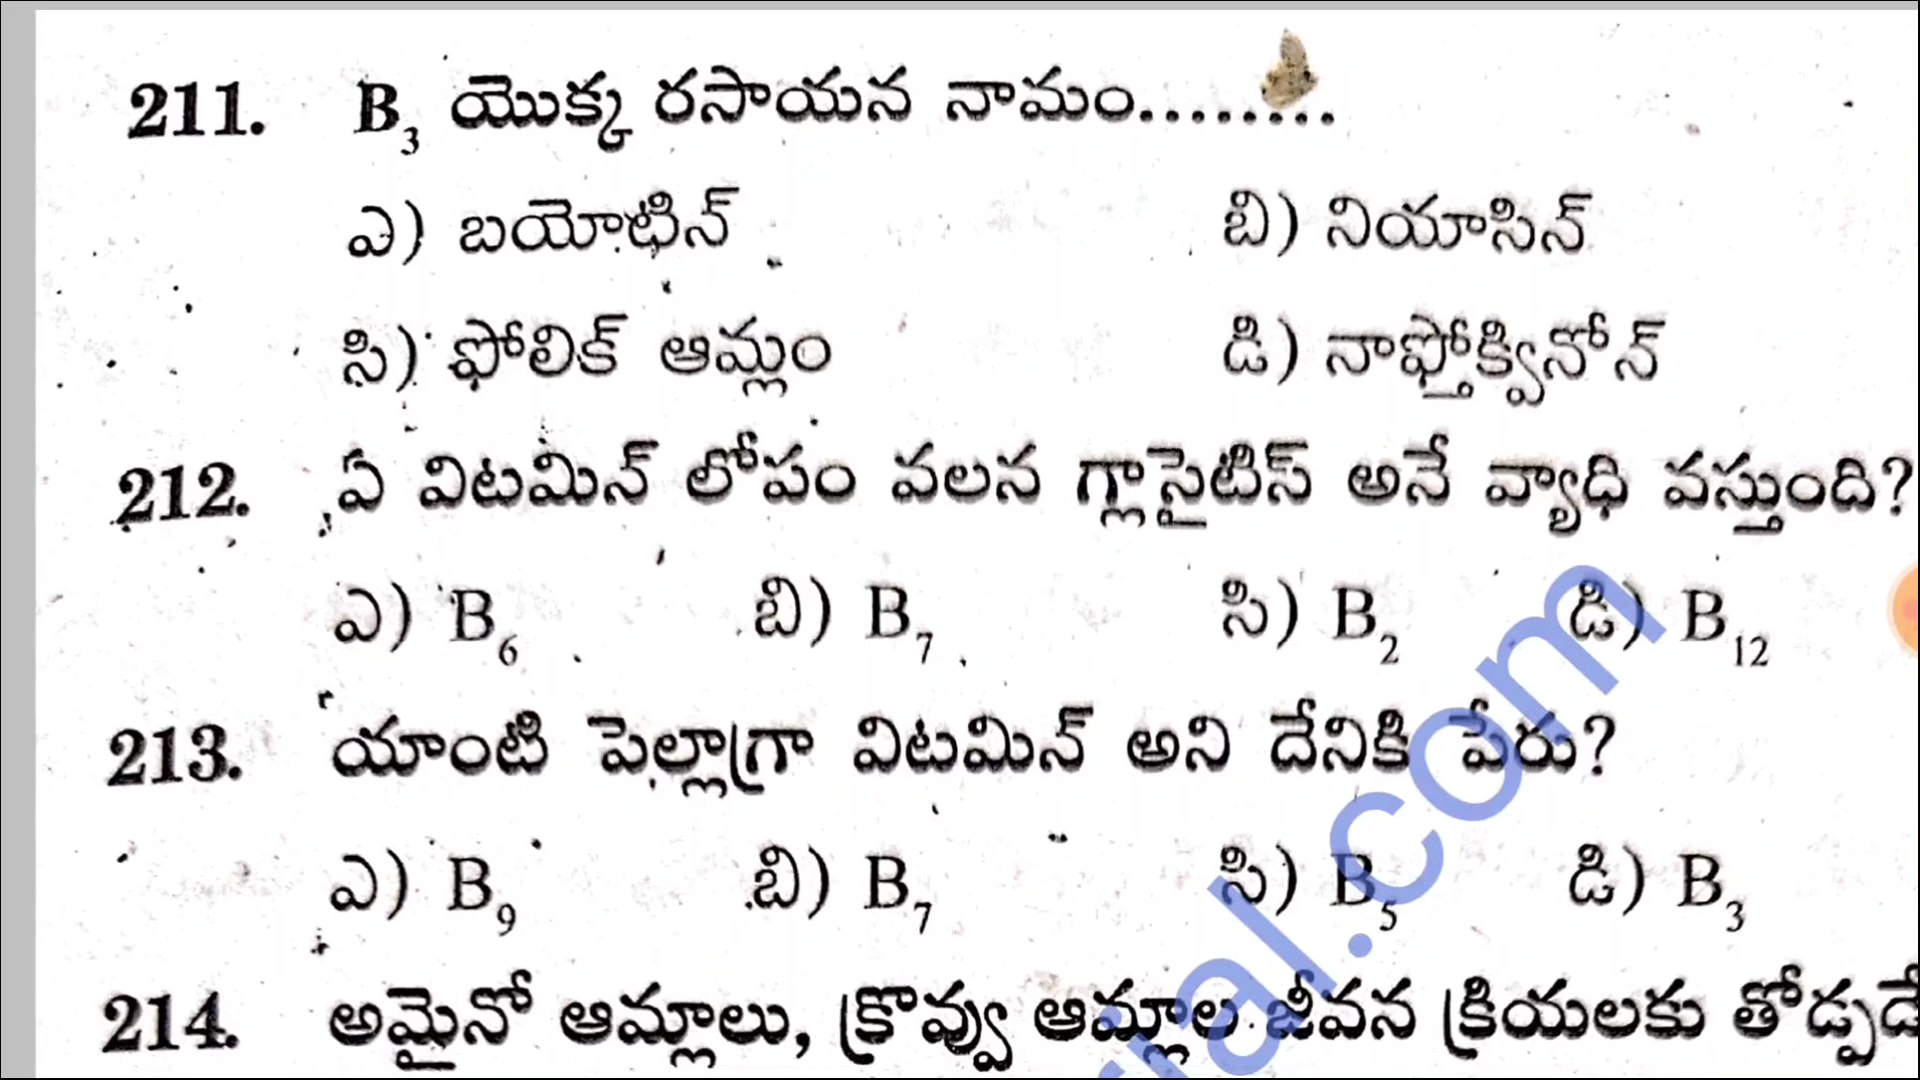 211. B₃ యొక్క రసాయన నామం.........
ఎ) బయోటిన్ బి) నియాసిన్
సి) ఫోలిక్ ఆమ్లం డి) నాఫ్తోక్వినోన్
212. ఏ విటమిన్ లోపం వలన గ్లాసైటిస్ అనే వ్యాధి వస్తుంది?
ఎ) B₆ బి) B₇ సి) B₂ డి) B₁₂
213. యాంటి పెల్లాగ్రా విటమిన్ అని దేనికి పేరు?
ఎ) B₉ బి) B₇ సి) B₅ డి) B₃
214. అమైనో ఆమ్లాలు, క్రొవ్వు ఆమ్లాల జీవన క్రియలకు